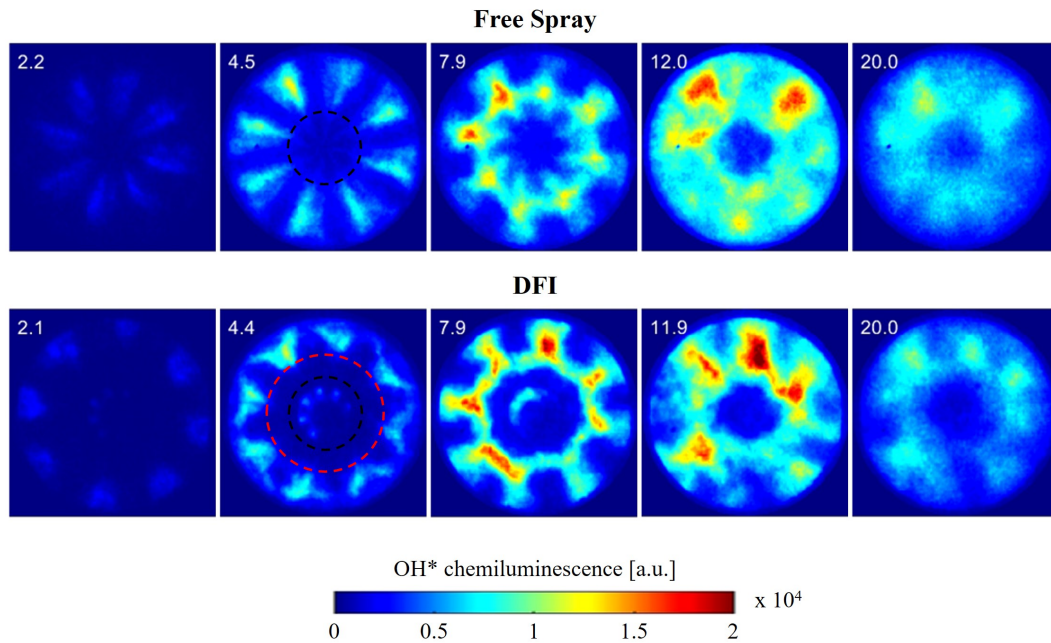 Free Spray
2.2 4.5 7.9 12.0 20.0
DFI
2.1 4.4 7.9 11.9 20.0
OH* chemiluminescence [a.u.]
x 10⁴
0 0.5 1 1.5 2